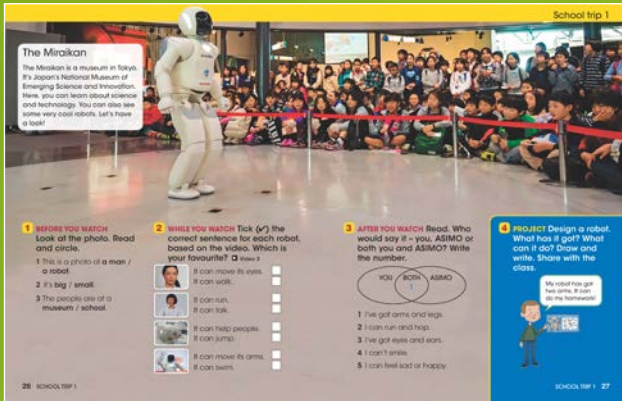 School trip 1
The Miraikan
The Miraikan is a museum in Tokyo.
It's Japan's National Museum of
Emerging Science and Innovation.
Here, you can learn about science
and technology. You can also see
some very cool robots. Let's have
a look!
1 BEFORE YOU WATCH
Look at the photo. Read
and circle.
1 This is a photo of a man /
a robot.
2 It's big / small.
3 The people are at a
museum / school.
2 WHILE YOU WATCH Tick (✔) the
correct sentence for each robot,
based on the video. Which is
your favourite? Video 3
It can move its eyes.
It can walk.
It can run.
It can talk.
It can help people.
It can jump.
It can move its arms.
It can swim.
3 AFTER YOU WATCH Read. Who
would say it – you, ASIMO or
both you and ASIMO? Write
the number.
YOU BOTH ASIMO
1
1 I've got arms and legs.
2 I can run and hop.
3 I've got eyes and ears.
4 I can't smile.
5 I can feel sad or happy.
4 PROJECT Design a robot.
What has it got? What
can it do? Draw and
write. Share with the
class.
My robot has got
two arms. It can
do my homework!
26 SCHOOL TRIP 1
SCHOOL TRIP 1 27